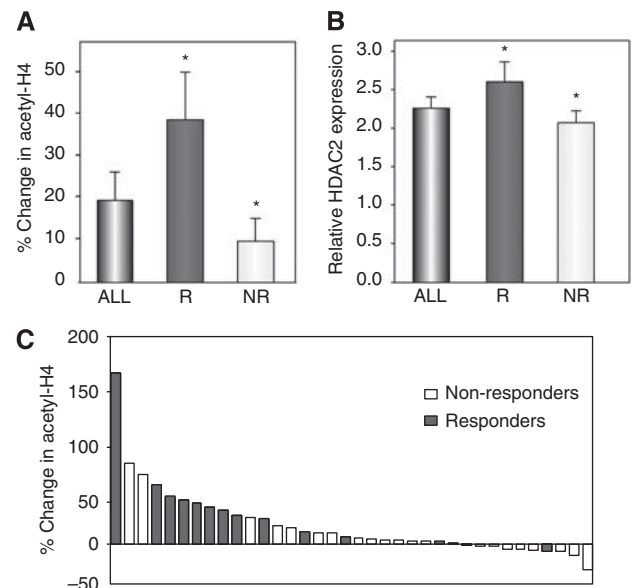 A
% Change in acetyl-H4
50
40
30
20
10
0
*
*
ALL R NR
B
Relative HDAC2 expression
3.0
2.5
2.0
1.5
1.0
0.5
0.0
*
*
ALL R NR
C
% Change in acetyl-H4
200
150
100
50
0
–50
Non-responders
Responders